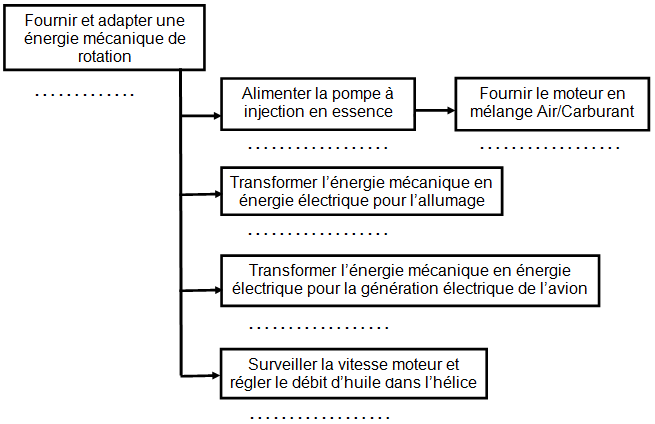 Fournir et adapter une
énergie mécanique de
rotation
………….
Alimenter la pompe à
injection en essence
………………
Fournir le moteur en
mélange Air/Carburant
………………
Transformer l’énergie mécanique en
énergie électrique pour l’allumage
………………
Transformer l’énergie mécanique en énergie
électrique pour la génération électrique de l’avion
………………
Surveiller la vitesse moteur et
régler le débit d’huile dans l’hélice
………………